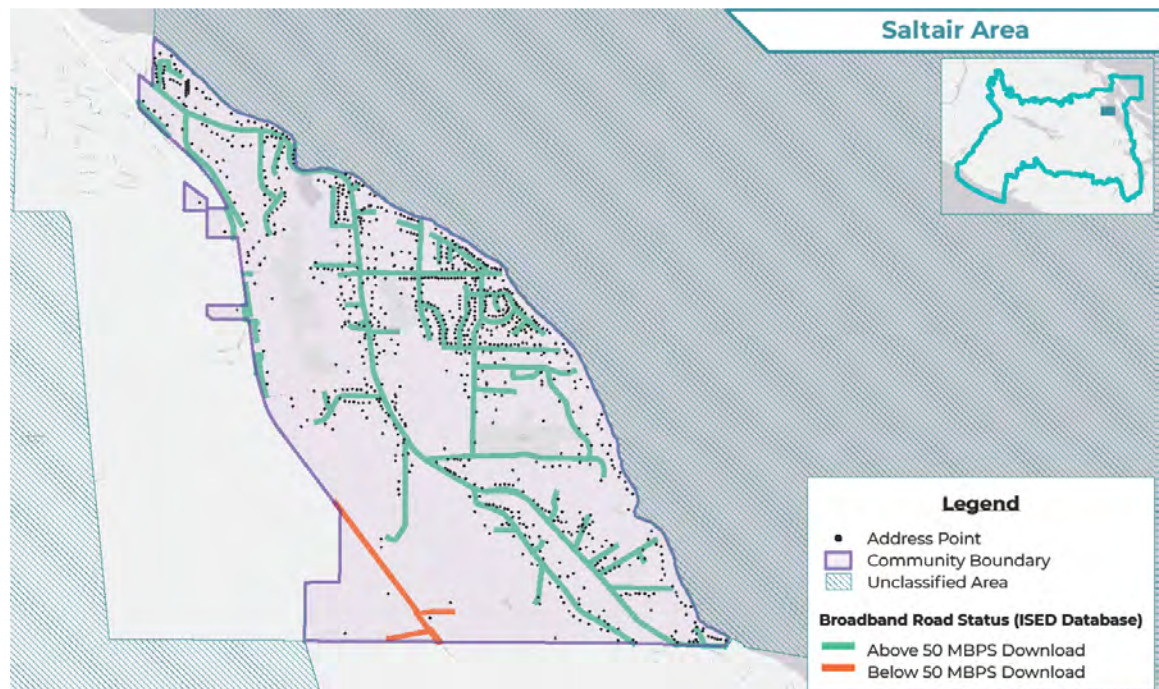 Saltair Area
Legend
Address Point
Community Boundary
Unclassified Area
Broadband Road Status (ISED Database)
Above 50 MBPS Download
Below 50 MBPS Download